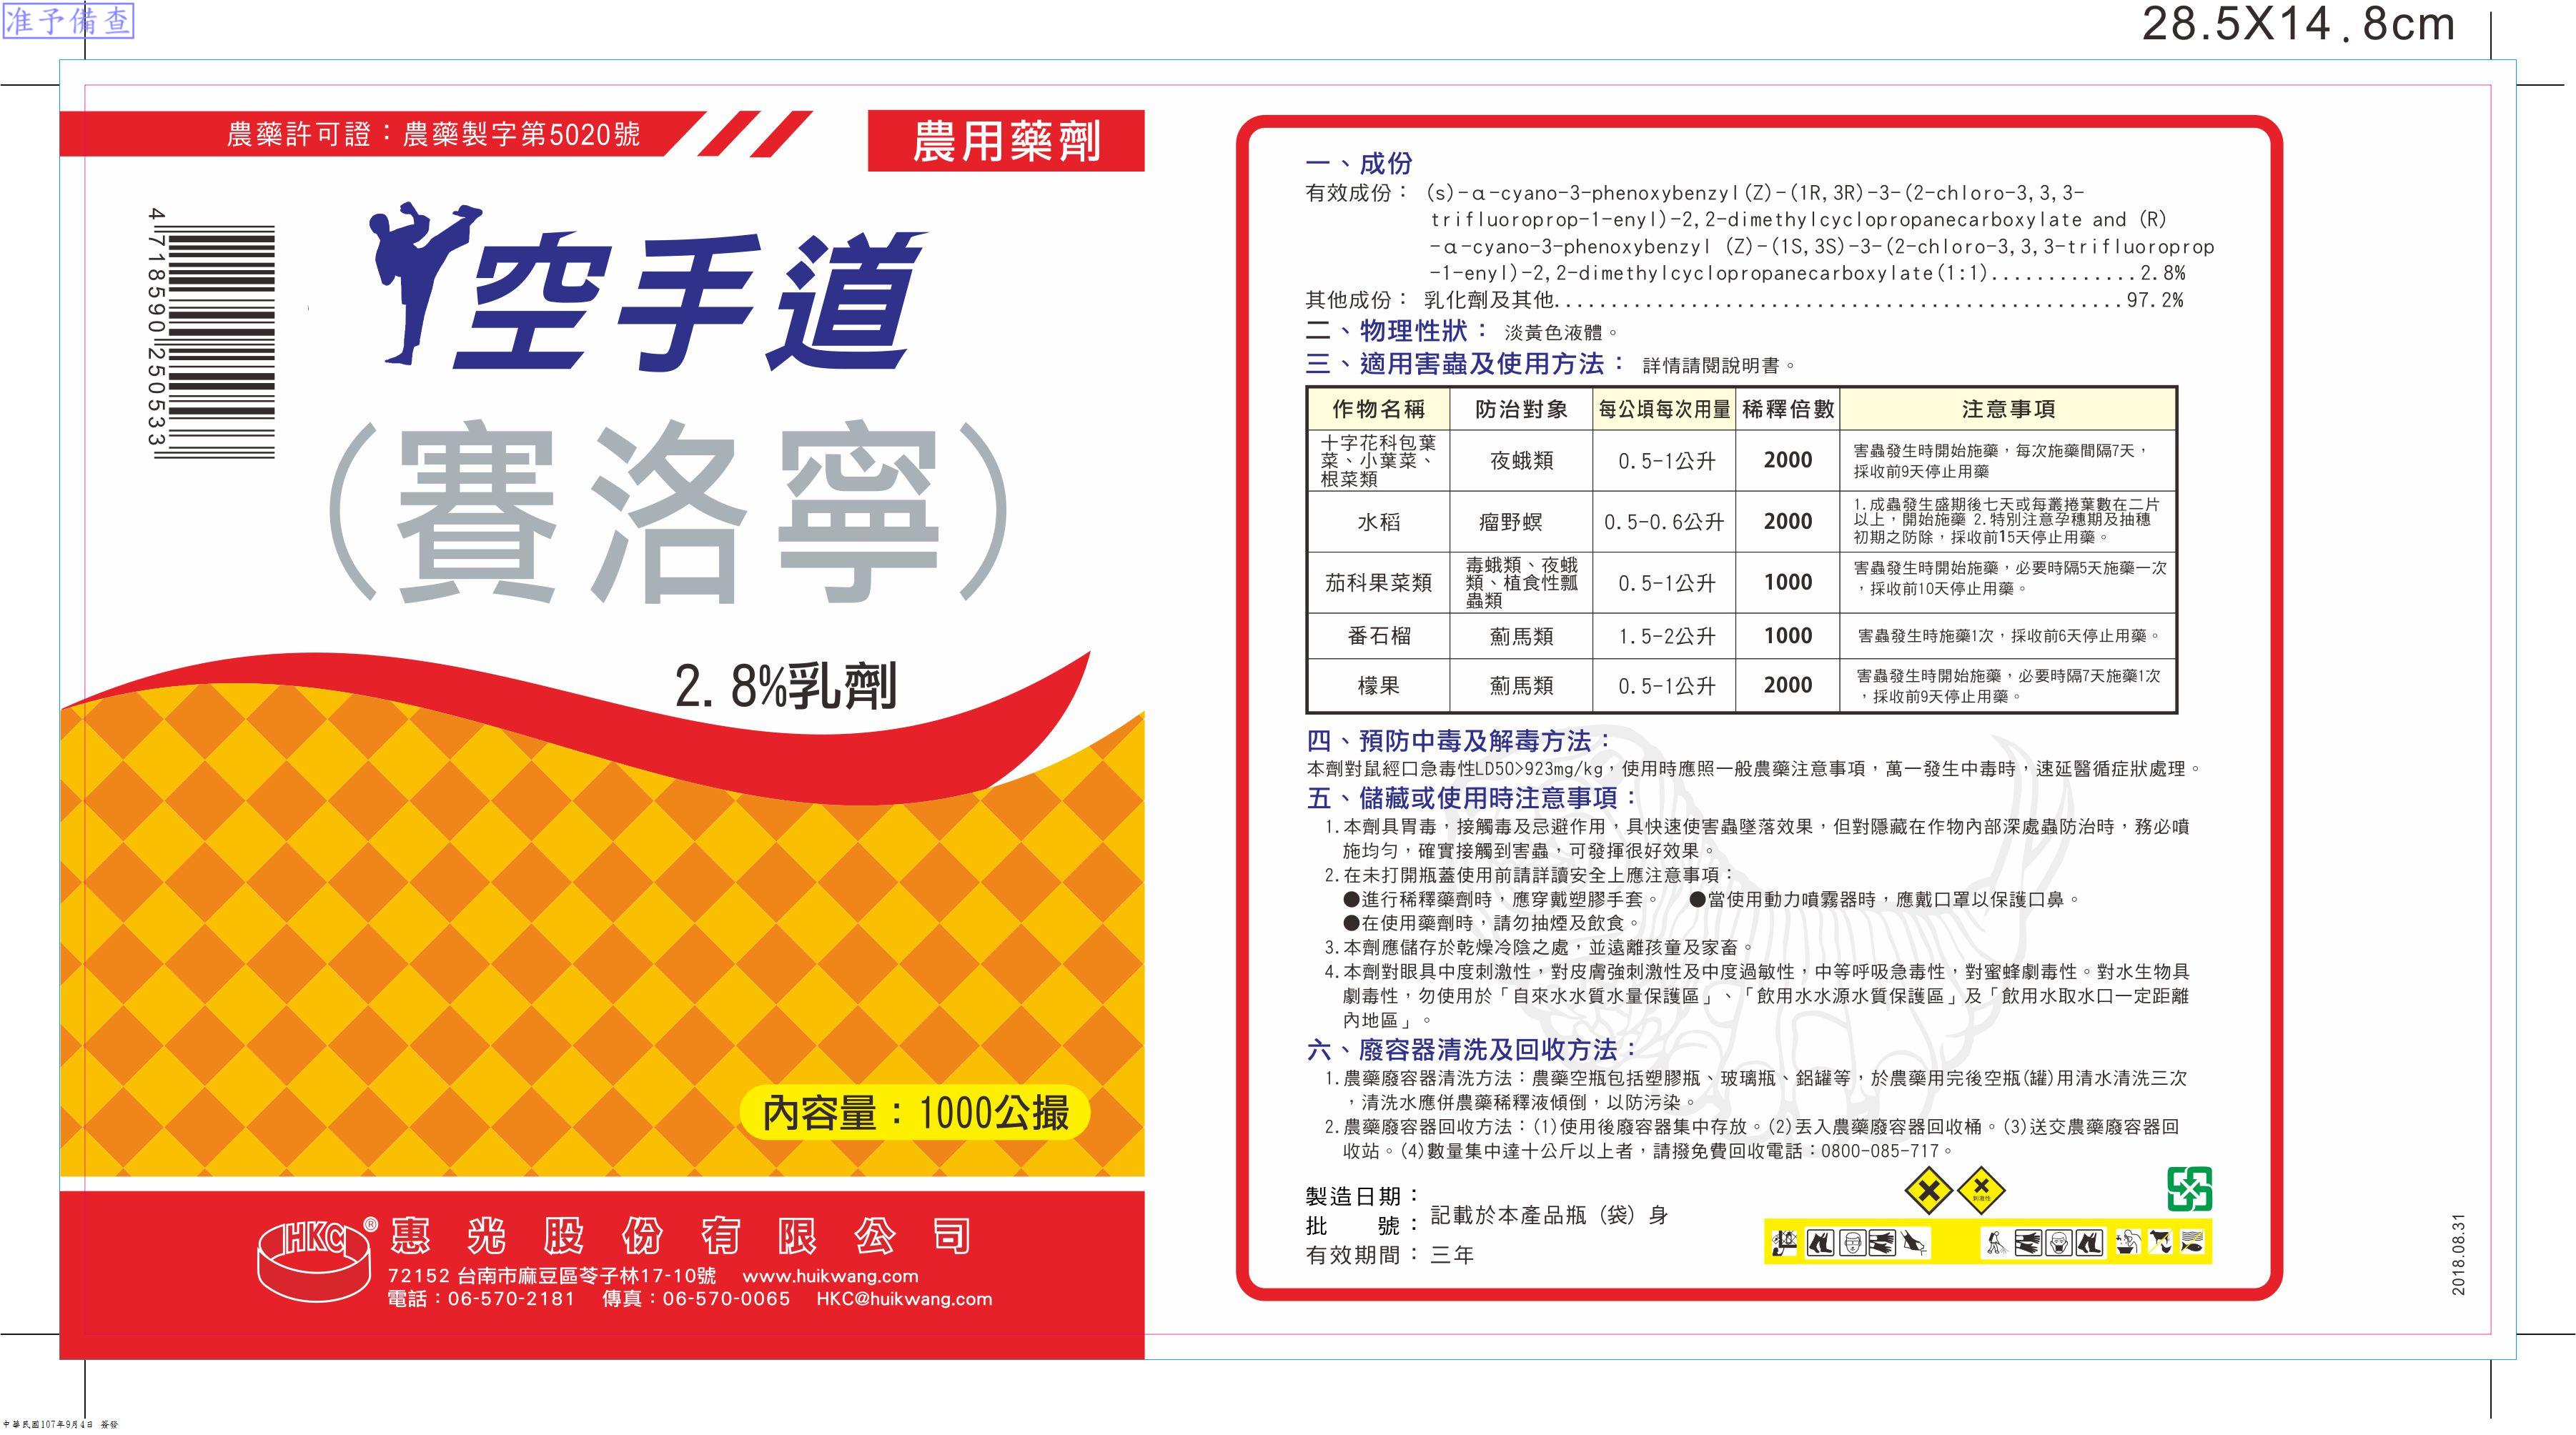 准予備查
28.5X14.8cm
農藥許可證：農藥製字第5020號
農用藥劑
4 718590 250533
空手道
（賽洛寧）
2.8%乳劑
內容量：1000公撮
HKC®
惠光股份有限公司
72152 台南市麻豆區苓子林17-10號 www.huikwang.com
電話：06-570-2181 傳真：06-570-0065 HKC@huikwang.com
一、成份
有效成份： (s)-α-cyano-3-phenoxybenzyl(Z)-(1R,3R)-3-(2-chloro-3,3,3-
trifluoroprop-1-enyl)-2,2-dimethylcyclopropanecarboxylate and (R)
-α-cyano-3-phenoxybenzyl (Z)-(1S,3S)-3-(2-chloro-3,3,3-trifluoroprop
-1-enyl)-2,2-dimethylcyclopropanecarboxylate(1:1).............2.8%
其他成份： 乳化劑及其他..................................................97.2%
二、物理性狀： 淡黃色液體。
三、適用害蟲及使用方法： 詳情請閱說明書。
作物名稱 防治對象 每公頃每次用量 稀釋倍數 注意事項
十字花科包葉菜、小葉菜、根菜類 夜蛾類 0.5-1公升 2000 害蟲發生時開始施藥，每次施藥間隔7天，採收前9天停止用藥
水稻 瘤野螟 0.5-0.6公升 2000 1.成蟲發生盛期後七天或每叢捲葉數在二片以上，開始施藥 2.特別注意孕穗期及抽穗初期之防除，採收前15天停止用藥。
茄科果菜類 毒蛾類、夜蛾類、植食性瓢蟲類 0.5-1公升 1000 害蟲發生時開始施藥，必要時隔5天施藥一次，採收前10天停止用藥。
番石榴 薊馬類 1.5-2公升 1000 害蟲發生時施藥1次，採收前6天停止用藥。
檬果 薊馬類 0.5-1公升 2000 害蟲發生時開始施藥，必要時隔7天施藥1次，採收前9天停止用藥。
四、預防中毒及解毒方法：
本劑對鼠經口急毒性LD50>923mg/kg，使用時應照一般農藥注意事項，萬一發生中毒時，速延醫循症狀處理。
五、儲藏或使用時注意事項：
1.本劑具胃毒，接觸毒及忌避作用，具快速使害蟲墜落效果，但對隱藏在作物內部深處蟲防治時，務必噴
施均勻，確實接觸到害蟲，可發揮很好效果。
2.在未打開瓶蓋使用前請詳讀安全上應注意事項：
●進行稀釋藥劑時，應穿戴塑膠手套。 ●當使用動力噴霧器時，應戴口罩以保護口鼻。
●在使用藥劑時，請勿抽煙及飲食。
3.本劑應儲存於乾燥冷陰之處，並遠離孩童及家畜。
4.本劑對眼具中度刺激性，對皮膚強刺激性及中度過敏性，中等呼吸急毒性，對蜜蜂劇毒性。對水生物具
劇毒性，勿使用於「自來水水質水量保護區」、「飲用水水源水質保護區」及「飲用水取水口一定距離
內地區」。
六、廢容器清洗及回收方法：
1.農藥廢容器清洗方法：農藥空瓶包括塑膠瓶、玻璃瓶、鋁罐等，於農藥用完後空瓶(罐)用清水清洗三次
，清洗水應併農藥稀釋液傾倒，以防污染。
2.農藥廢容器回收方法：(1)使用後廢容器集中存放。(2)丟入農藥廢容器回收桶。(3)送交農藥廢容器回
收站。(4)數量集中達十公斤以上者，請撥免費回收電話：0800-085-717。
製造日期：
批 號： 記載於本產品瓶（袋）身
有效期間：三年
刺激性
2018.08.31
中華民國107年9月4日 簽發